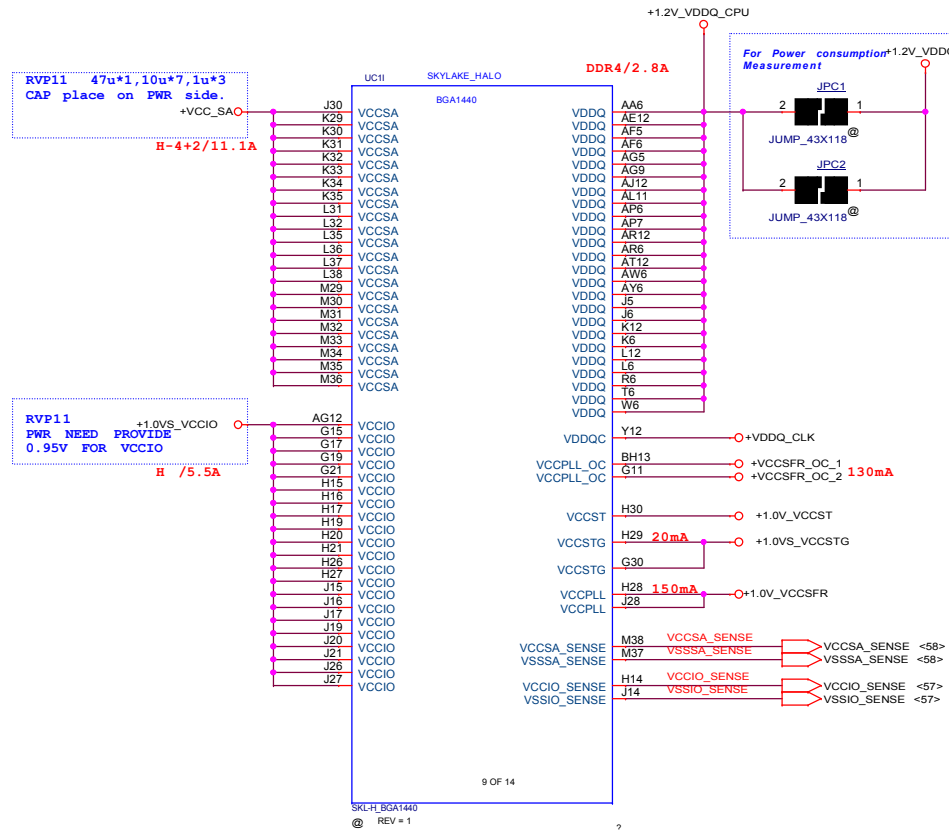 +1.2V_VDDQ_CPU
For Power consumption
Measurement
+1.2V_VDDQ
JPC1
2 1
@
JUMP_43X118
JPC2
2 1
@
JUMP_43X118
RVP11 47u*1,10u*7,1u*3
CAP place on PWR side.
+VCC_SA
H-4+2/11.1A
UC1I SKYLAKE_HALO
BGA1440
DDR4/2.8A
J30 VCCSA
K29 VCCSA
K30 VCCSA
K31 VCCSA
K32 VCCSA
K33 VCCSA
K34 VCCSA
K35 VCCSA
L31 VCCSA
L32 VCCSA
L35 VCCSA
L36 VCCSA
L37 VCCSA
L38 VCCSA
M29 VCCSA
M30 VCCSA
M31 VCCSA
M32 VCCSA
M33 VCCSA
M34 VCCSA
M35 VCCSA
M36 VCCSA
RVP11
PWR NEED PROVIDE
0.95V FOR VCCIO
+1.0VS_VCCIO
H /5.5A
AG12 VCCIO
G15 VCCIO
G17 VCCIO
G19 VCCIO
G21 VCCIO
H15 VCCIO
H16 VCCIO
H17 VCCIO
H19 VCCIO
H20 VCCIO
H21 VCCIO
H26 VCCIO
H27 VCCIO
J15 VCCIO
J16 VCCIO
J17 VCCIO
J19 VCCIO
J20 VCCIO
J21 VCCIO
J26 VCCIO
J27 VCCIO
VDDQ AA6
VDDQ AE12
VDDQ AF5
VDDQ AF6
VDDQ AG5
VDDQ AG9
VDDQ AJ12
VDDQ AL11
VDDQ AP6
VDDQ AP7
VDDQ AR12
VDDQ AR6
VDDQ AT12
VDDQ AW6
VDDQ AY6
VDDQ J5
VDDQ J6
VDDQ K12
VDDQ K6
VDDQ L12
VDDQ L6
VDDQ R6
VDDQ T6
VDDQ W6
VDDQC Y12 +VDDQ_CLK
VCCPLL_OC BH13 +VCCSFR_OC_1
VCCPLL_OC G11 +VCCSFR_OC_2
130mA
VCCST H30 +1.0V_VCCST
VCCSTG H29 20mA +1.0VS_VCCSTG
VCCSTG G30
VCCPLL H28 150mA +1.0V_VCCSFR
VCCPLL J28
VCCSA_SENSE M38 VCCSA_SENSE VCCSA_SENSE <58>
VSSSA_SENSE M37 VSSSA_SENSE VSSSA_SENSE <58>
VCCIO_SENSE H14 VCCIO_SENSE VCCIO_SENSE <57>
VSSIO_SENSE J14 VSSIO_SENSE VSSIO_SENSE <57>
9 OF 14
SKL-H_BGA1440
@ REV = 1
?